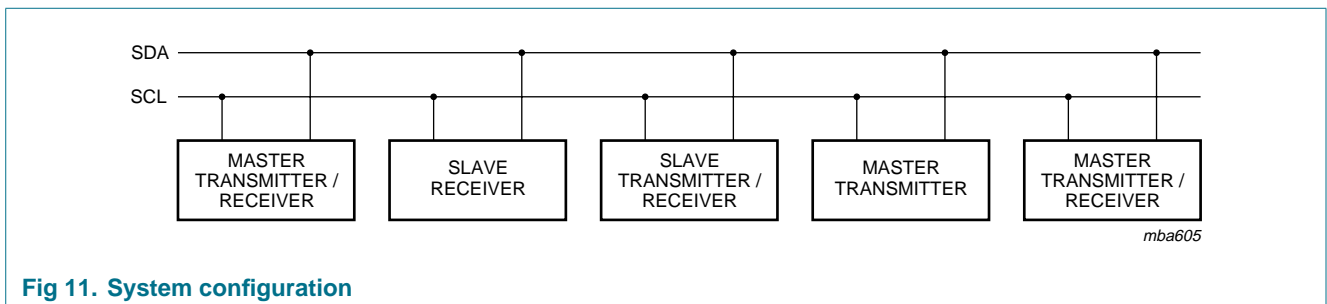 SDA
SCL
MASTER
TRANSMITTER /
RECEIVER
SLAVE
RECEIVER
SLAVE
TRANSMITTER /
RECEIVER
MASTER
TRANSMITTER
MASTER
TRANSMITTER /
RECEIVER
mba605
Fig 11. System configuration